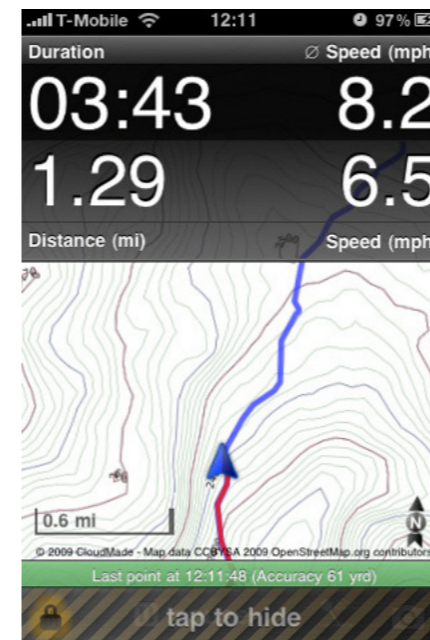 T-Mobile 12:11 97%
Duration Ø Speed (mph
03:43 8.2
1.29 6.5
Distance (mi) Speed (mph
0.6 mi
N
© 2009 CloudMade - Map data CCBYSA 2009 OpenStreetMap.org contributors
Last point at 12:11:48 (Accuracy 61 yrd)
tap to hide